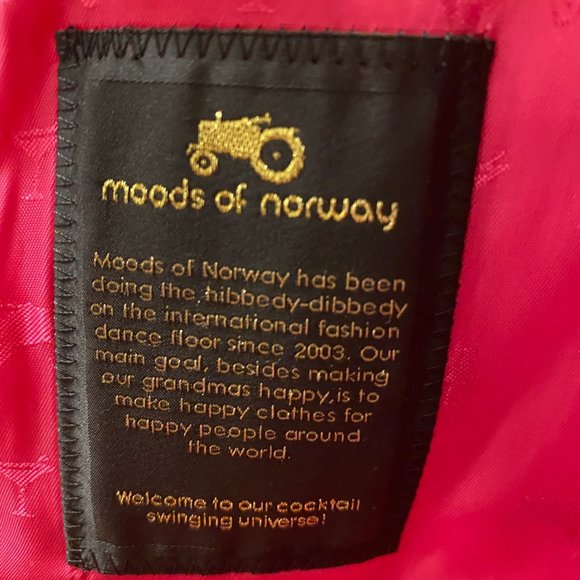 moods of norway
Moods of Norway has been
doing the hibbedy-dibbedy
on the international fashion
dance floor since 2003. Our
main goal, besides making
our grandmas happy, is to
make happy clothes for
happy people around
the world.
Welcome to our cocktail
swinging universe!